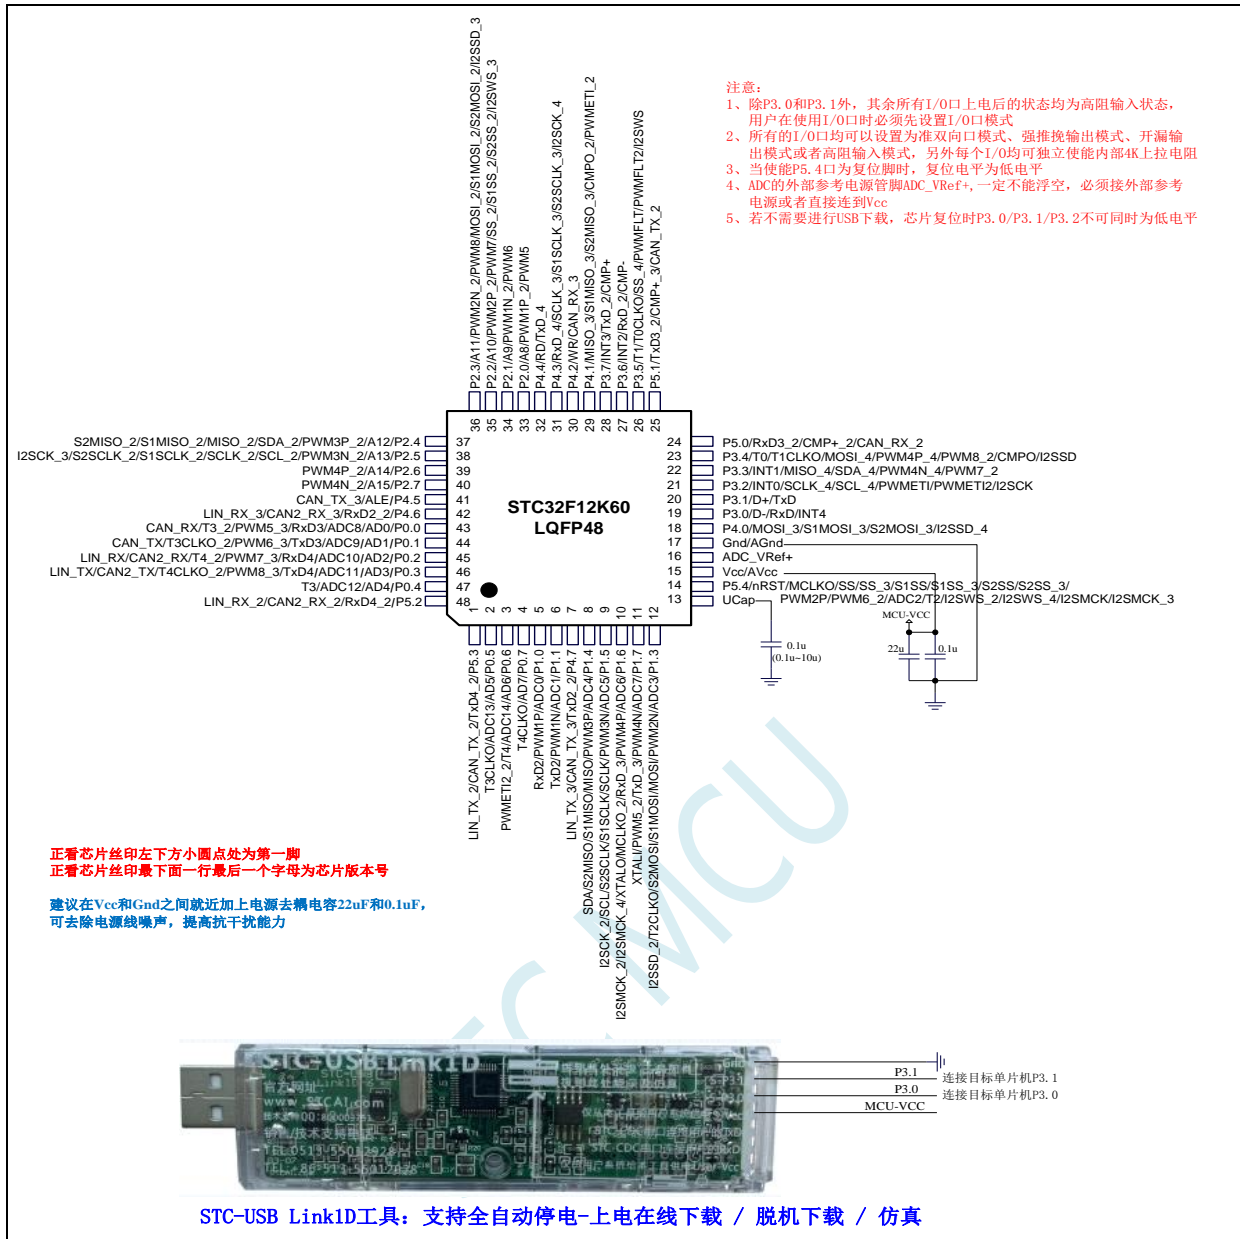 注意：
1、除P3.0和P3.1外，其余所有I/O口上电后的状态均为高阻输入状态，
用户在使用I/O口时必须先设置I/O口模式
2、所有的I/O口均可以设置为准双向口模式、强推挽输出模式、开漏输
出模式或者高阻输入模式，另外每个I/O均可独立使能内部4K上拉电阻
3、当使能P5.4口为复位脚时，复位电平为低电平
4、ADC的外部参考电源管脚ADC_VRef+,一定不能浮空，必须接外部参考
电源或者直接连到Vcc
5、若不需要进行USB下载，芯片复位时P3.0/P3.1/P3.2不可同时为低电平
P2.3/A11/PWM2N_2/PWM8/MOSI_2/S1MOSI_2/S2MOSI_2/I2SSD_3
P2.2/A10/PWM2P_2/PWM7/SS_2/S1SS_2/S2SS_2/I2SWS_3
P2.1/A9/PWM1N_2/PWM6
P2.0/A8/PWM1P_2/PWM5
P4.4/RD/TxD_4
P4.3/RxD_4/SCLK_3/S1SCLK_3/S2SCLK_3/I2SCK_4
P4.2/WR/CAN_RX_3
P4.1/MISO_3/S1MISO_3/S2MISO_3/CMPO_2/PWMETI_2
P3.7/INT3/TxD_2/CMP+
P3.6/INT2/RxD_2/CMP-
P3.5/T1/T0CLKO/SS_4/PWMFLT/PWMFLT2/I2SWS
P5.1/TxD3_2/CMP+_3/CAN_TX_2
36 35 34 33 32 31 30 29 28 27 26 25
S2MISO_2/S1MISO_2/MISO_2/SDA_2/PWM3P_2/A12/P2.4 37
I2SCK_3/S2SCLK_2/S1SCLK_2/SCLK_2/SCL_2/PWM3N_2/A13/P2.5 38
PWM4P_2/A14/P2.6 39
PWM4N_2/A15/P2.7 40
CAN_TX_3/ALE/P4.5 41
LIN_RX_3/CAN2_RX_3/RxD2_2/P4.6 42
CAN_RX/T3_2/PWM5_3/RxD3/ADC8/AD0/P0.0 43
CAN_TX/T3CLKO_2/PWM6_3/TxD3/ADC9/AD1/P0.1 44
LIN_RX/CAN2_RX/T4_2/PWM7_3/RxD4/ADC10/AD2/P0.2 45
LIN_TX/CAN2_TX/T4CLKO_2/PWM8_3/TxD4/ADC11/AD3/P0.3 46
T3/ADC12/AD4/P0.4 47
LIN_RX_2/CAN2_RX_2/RxD4_2/P5.2 48
STC32F12K60
LQFP48
24 P5.0/RxD3_2/CMP+_2/CAN_RX_2
23 P3.4/T0/T1CLKO/MOSI_4/PWM4P_4/PWM8_2/CMPO/I2SSD
22 P3.3/INT1/MISO_4/SDA_4/PWM4N_4/PWM7_2
21 P3.2/INT0/SCLK_4/SCL_4/PWMETI/PWMETI2/I2SCK
20 P3.1/D+/TxD
19 P3.0/D-/RxD/INT4
18 P4.0/MOSI_3/S1MOSI_3/S2MOSI_3/I2SSD_4
17 Gnd/AGnd
16 ADC_VRef+
15 Vcc/AVcc
14 P5.4/nRST/MCLKO/SS/SS_3/S1SS/S1SS_3/S2SS/S2SS_3/
PWM2P/PWM6_2/ADC2/T2/I2SWS_2/I2SWS_4/I2SMCK/I2SMCK_3
13 UCap
MCU-VCC
0.1u
(0.1u~10u)
22u
0.1u
1 2 3 4 5 6 7 8 9 10 11 12
LIN_TX_2/CAN_TX_2/TxD4_2/P5.3
T3CLKO/ADC13/AD5/P0.5
PWMETI2_2/T4/ADC14/AD6/P0.6
T4CLKO/AD7/P0.7
RxD2/PWM1P/ADC0/P1.0
TxD2/PWM1N/ADC1/P1.1
LIN_TX_3/CAN_TX_3/TxD2_2/P4.7
SDA/S2MISO/S1MISO/MISO/PWM3P/ADC4/P1.4
I2SCK_2/SCL/S2SCLK/S1SCLK/SCLK/PWM3N/ADC5/P1.5
I2SMCK_2/I2SMCK_4/XTALO/MCLKO_2/RxD_3/PWM4P/ADC6/P1.6
XTALI/PWM5_2/TxD_3/PWM4N/ADC7/P1.7
I2SSD_2/T2CLKO/S2MOSI/S1MOSI/MOSI/PWM2N/ADC3/P1.3
正看芯片丝印左下方小圆点处为第一脚
正看芯片丝印最下面一行最后一个字母为芯片版本号
建议在Vcc和Gnd之间就近加上电源去耦电容22uF和0.1uF，
可去除电源线噪声，提高抗干扰能力
STC MCU
STC-USB Link1D
官方网址:
www.STCAI.com
Gnd
P3.1 连接目标单片机P3.1
P3.0 连接目标单片机P3.0
MCU-VCC
STC-USB Link1D工具：支持全自动停电-上电在线下载 / 脱机下载 / 仿真